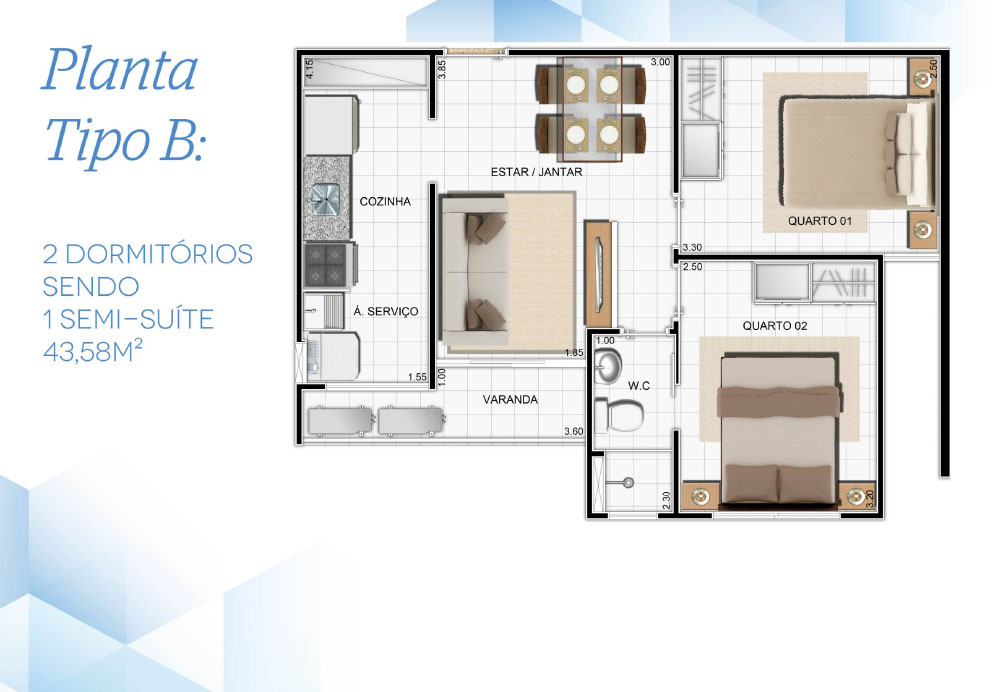 Planta
Tipo B:
2 DORMITÓRIOS
SENDO
1 SEMI-SUÍTE
43,58M²
4.15
3.85
3.00
2.50
ESTAR / JANTAR
COZINHA
QUARTO 01
3.30
2.50
Á. SERVIÇO
QUARTO 02
1.00
1.85
1.55
1.00
W.C
VARANDA
3.60
2.30
3.20